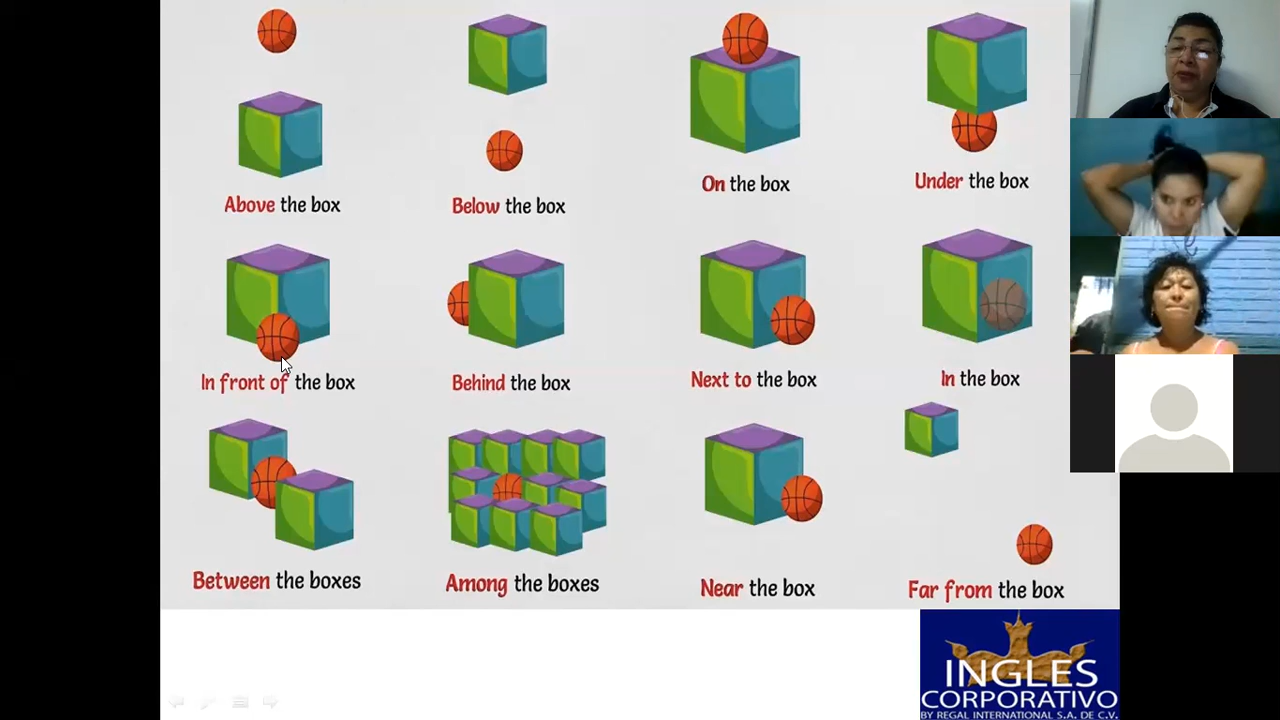 Above the box
Below the box
On the box
Under the box
In front of the box
Behind the box
Next to the box
In the box
Between the boxes
Among the boxes
Near the box
Far from the box
INGLES
CORPORATIVO
BY REGAL INTERNATIONAL S.A. DE C.V.